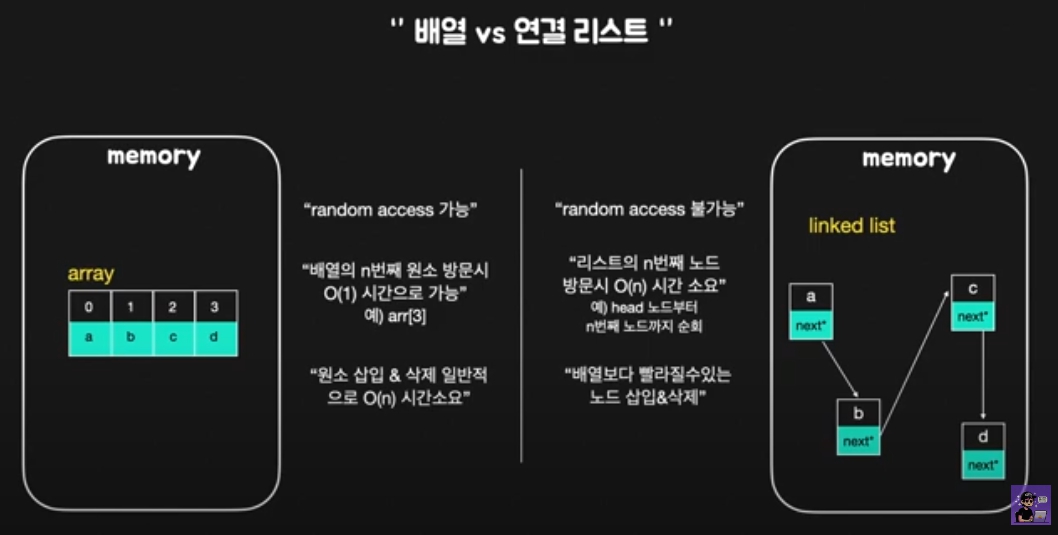 ‘’ 배열 vs 연결 리스트 ‘’
memory
array
0 1 2 3
a b c d
“random access 가능”
“배열의 n번째 원소 방문시
O(1) 시간으로 가능”
예) arr[3]
“원소 삽입 & 삭제 일반적
으로 O(n) 시간소요”
“random access 불가능”
“리스트의 n번째 노드
방문시 O(n) 시간 소요”
예) head 노드부터
n번째 노드까지 순회
“배열보다 빨라질수있는
노드 삽입&삭제”
memory
linked list
a
next*
c
next*
b
next*
d
next*